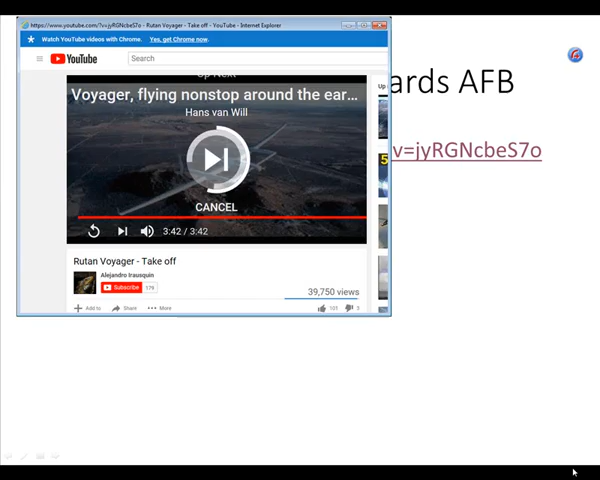 https://www.youtube.com/?v=jyRGNcbeS7o - Rutan Voyager - Take off - YouTube - Internet Explorer
Watch YouTube videos with Chrome. Yes, get Chrome now.
YouTube
Search
Up Next
Up
ards AFB
Voyager, flying nonstop around the ear...
Hans van Will
v=jyRGNcbeS7o
CANCEL
3:42 / 3:42
Rutan Voyager - Take off
Alejandro Irausquin
Subscribe 179
39,750 views
Add to Share More 101 3